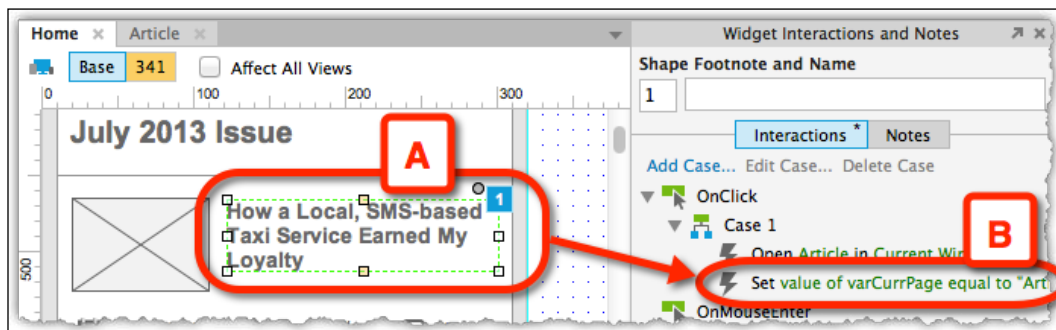 Home × Article ×
Widget Interactions and Notes
Base 341 Affect All Views
Shape Footnote and Name
0 100 200 300
1
July 2013 Issue
A
Interactions * Notes
Add Case... Edit Case... Delete Case
OnClick
How a Local, SMS-based
Taxi Service Earned My
Loyalty
1
Case 1
B
Open Article in Current Win
500
Set value of varCurrPage equal to "Art
OnMouseEnter